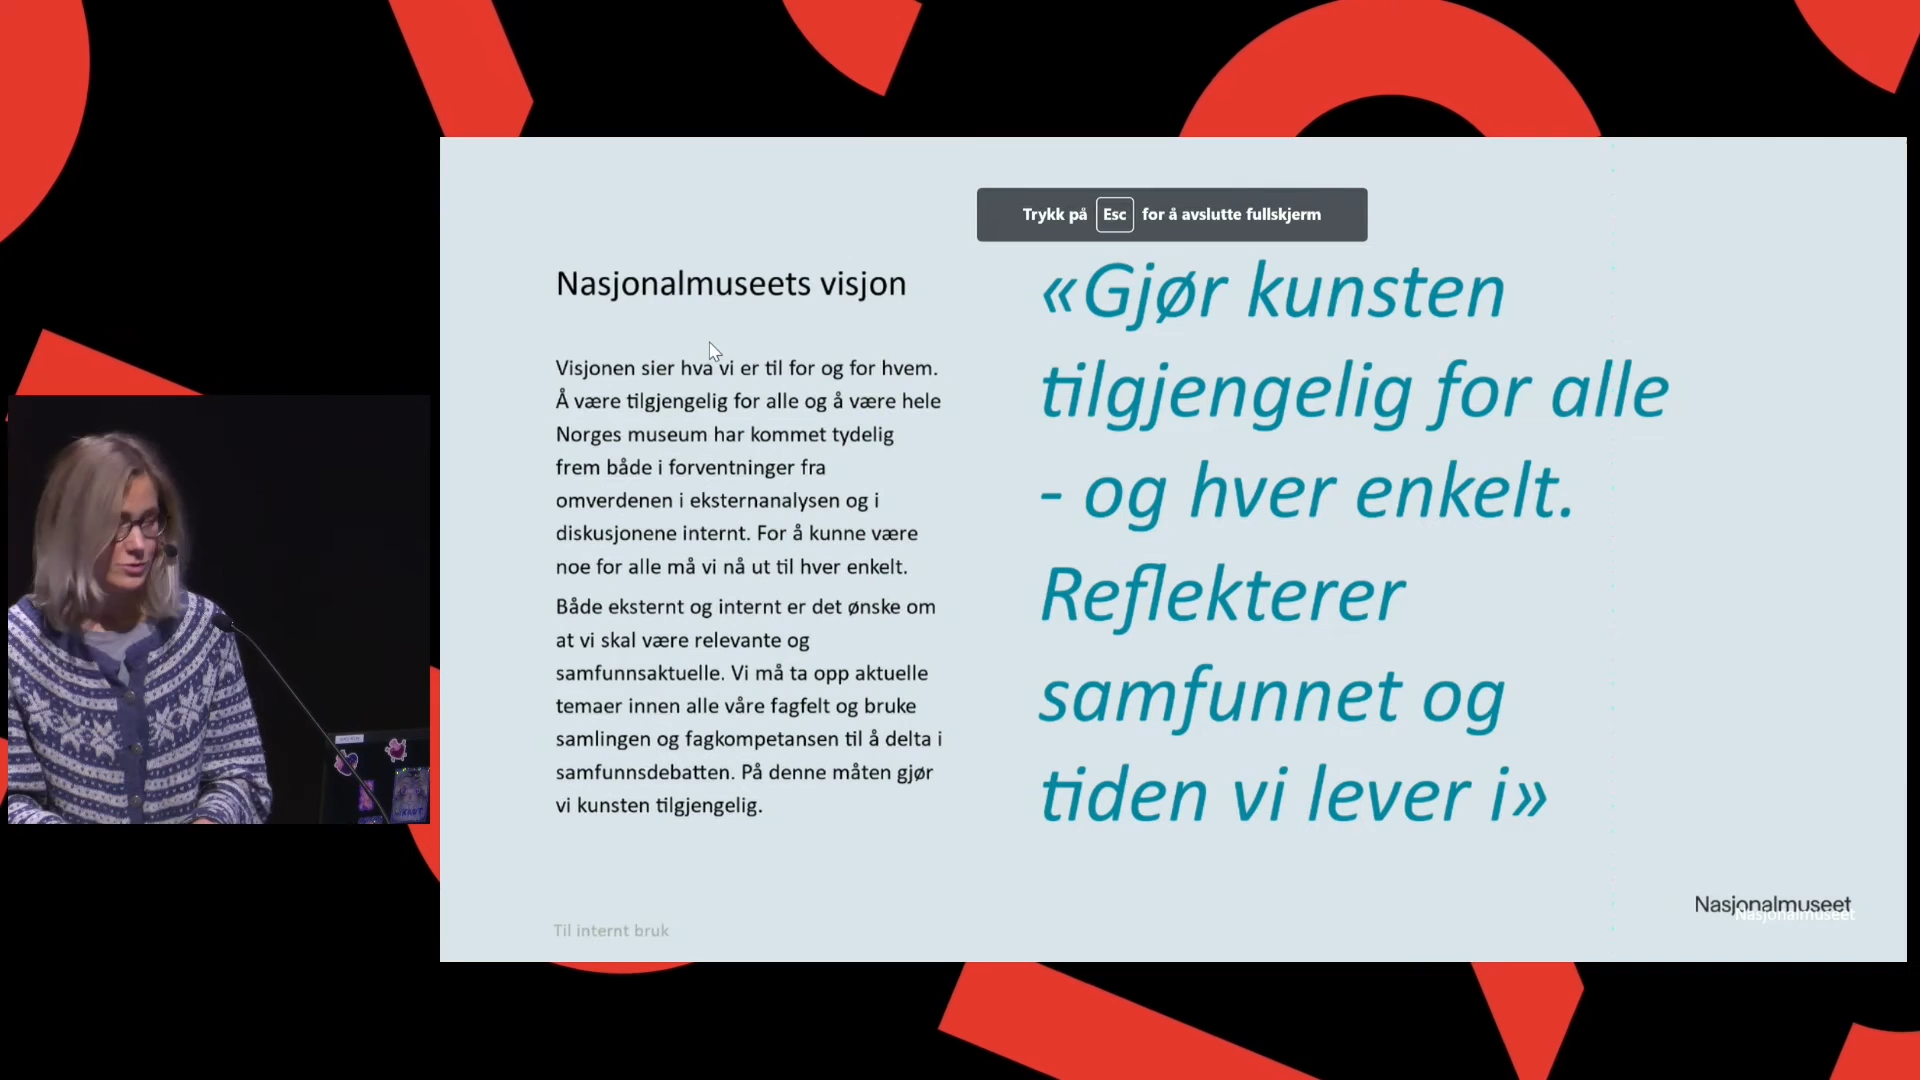 Trykk på Esc for å avslutte fullskjerm
Nasjonalmuseets visjon
Visjonen sier hva vi er til for og for hvem.
Å være tilgjengelig for alle og å være hele
Norges museum har kommet tydelig
frem både i forventninger fra
omverdenen i eksternanalysen og i
diskusjonene internt. For å kunne være
noe for alle må vi nå ut til hver enkelt.
Både eksternt og internt er det ønske om
at vi skal være relevante og
samfunnsaktuelle. Vi må ta opp aktuelle
temaer innen alle våre fagfelt og bruke
samlingen og fagkompetansen til å delta i
samfunnsdebatten. På denne måten gjør
vi kunsten tilgjengelig.
«Gjør kunsten
tilgjengelig for alle
- og hver enkelt.
Reflekterer
samfunnet og
tiden vi lever i»
Nasjonalmuseet
Nasjonalmuseet
Til internt bruk